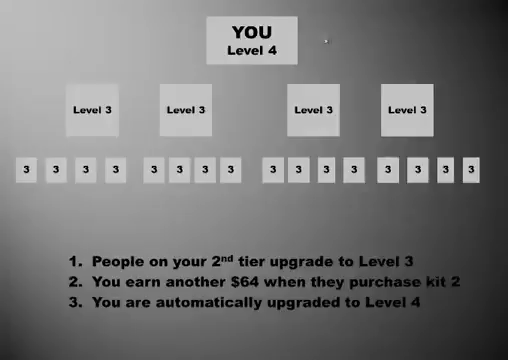 YOU
Level 4
Level 3 Level 3 Level 3 Level 3
3 3 3 3 3 3 3 3 3 3 3 3 3 3 3 3
1. People on your 2nd tier upgrade to Level 3
2. You earn another $64 when they purchase kit 2
3. You are automatically upgraded to Level 4